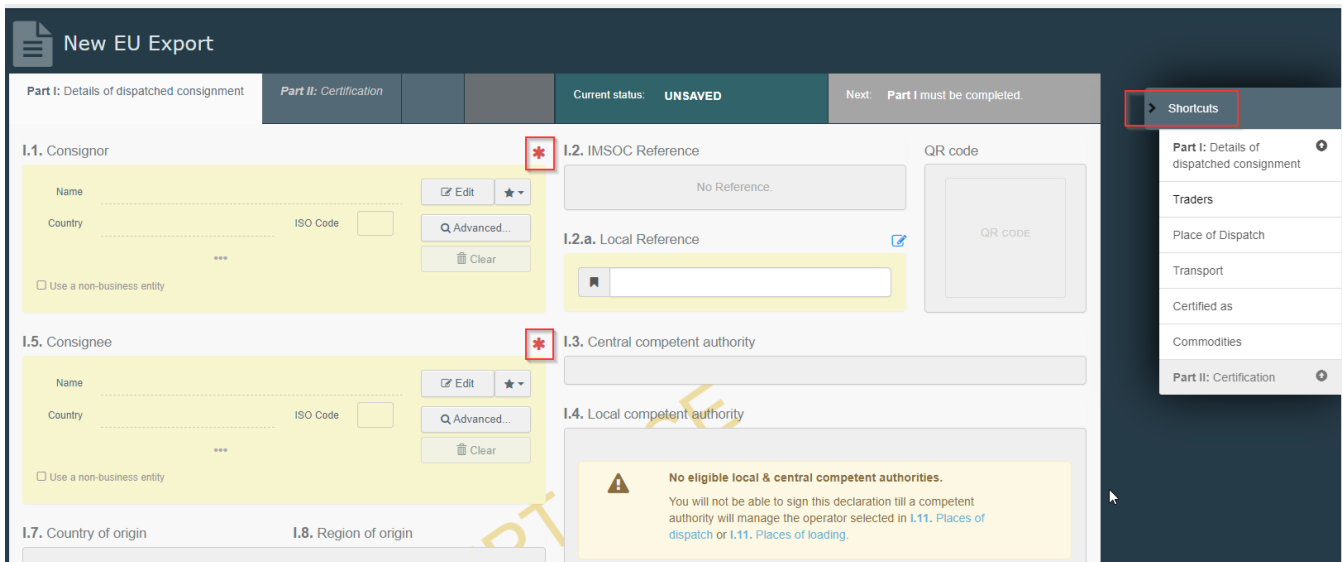 New EU Export
Part I: Details of dispatched consignment
Part II: Certification
Current status: UNSAVED
Next: Part I must be completed.
I.1. Consignor
Name
Edit
Country
ISO Code
Advanced...
Clear
Use a non-business entity
I.5. Consignee
Name
Edit
Country
ISO Code
Advanced...
Clear
Use a non-business entity
I.7. Country of origin
I.8. Region of origin
I.2. IMSOC Reference
No Reference.
I.2.a. Local Reference
QR code
QR CODE
I.3. Central competent authority
I.4. Local competent authority
No eligible local & central competent authorities.
You will not be able to sign this declaration till a competent
authority will manage the operator selected in I.11. Places of
dispatch or I.11. Places of loading.
Shortcuts
Part I: Details of
dispatched consignment
Traders
Place of Dispatch
Transport
Certified as
Commodities
Part II: Certification